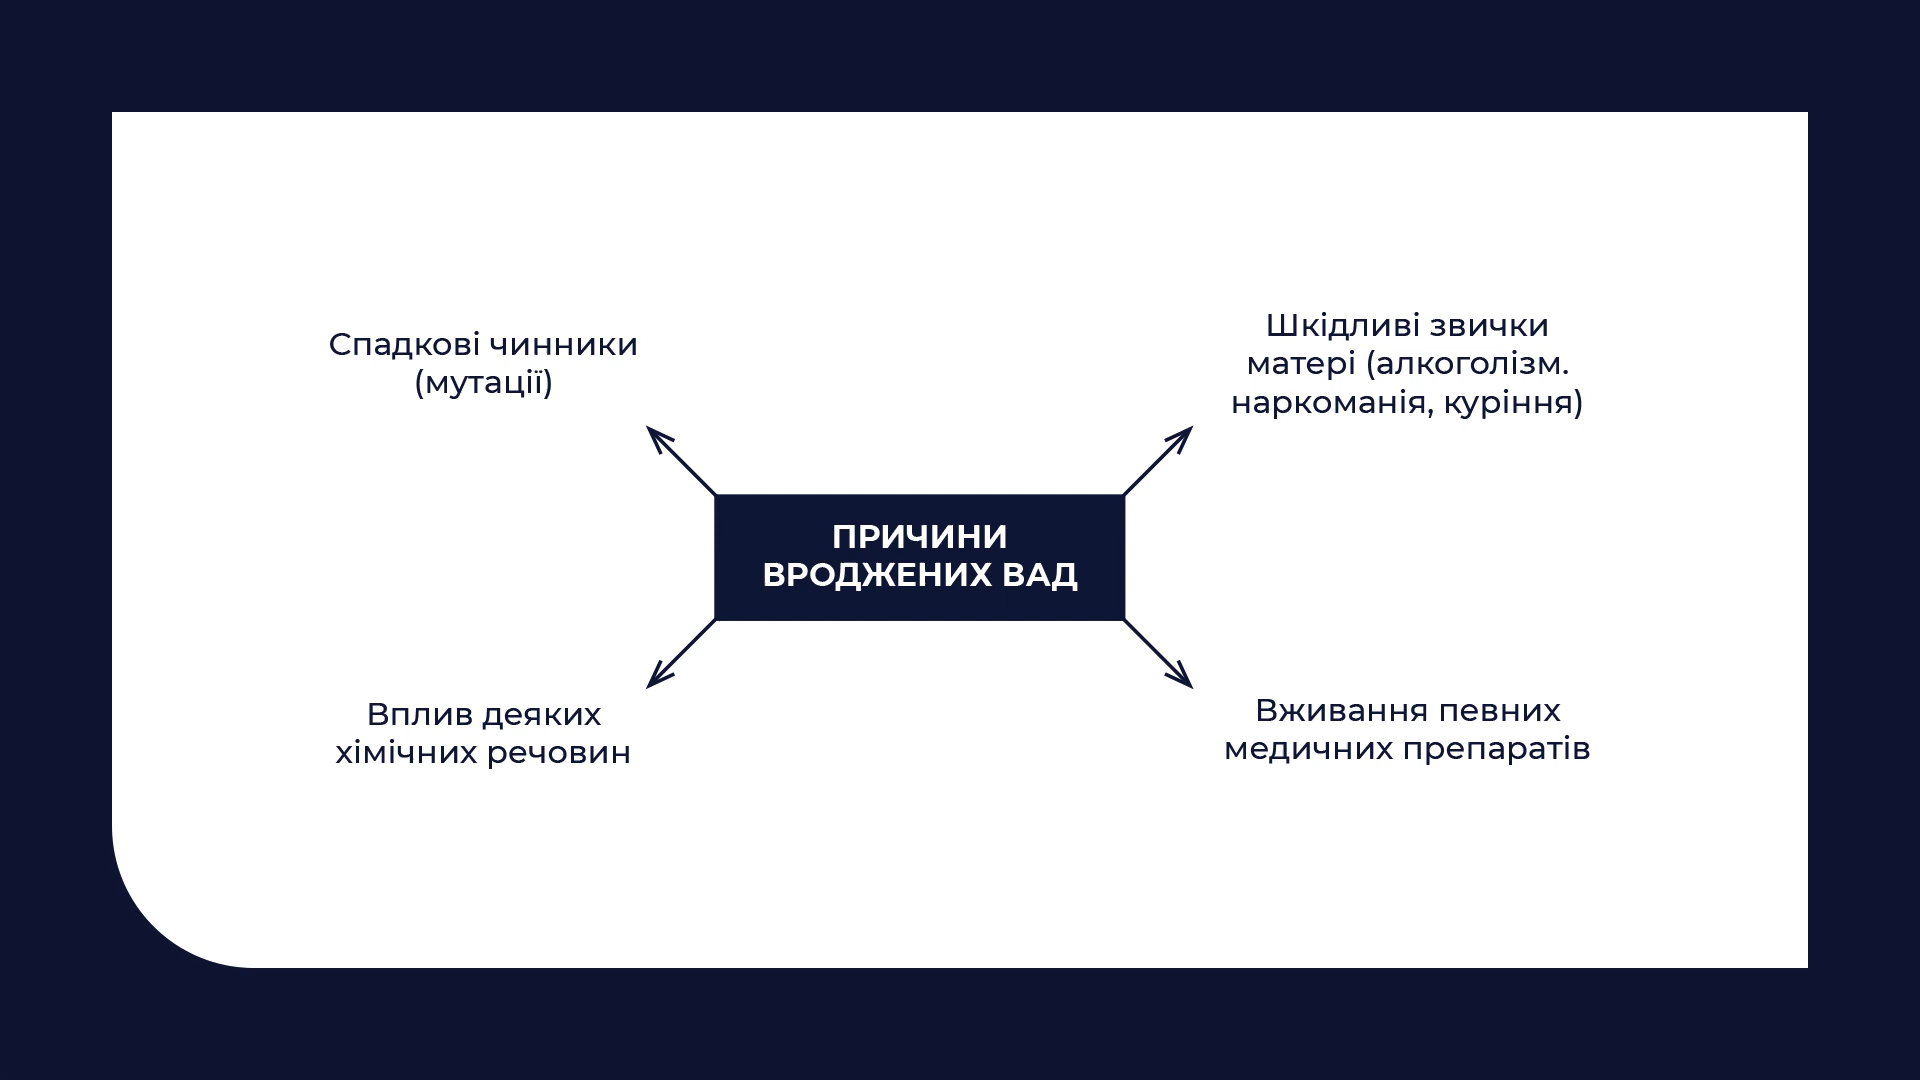 Спадкові чинники
(мутації)
Шкідливі звички
матері (алкоголізм.
наркоманія, куріння)
ПРИЧИНИ
ВРОДЖЕНИХ ВАД
Вплив деяких
хімічних речовин
Вживання певних
медичних препаратів